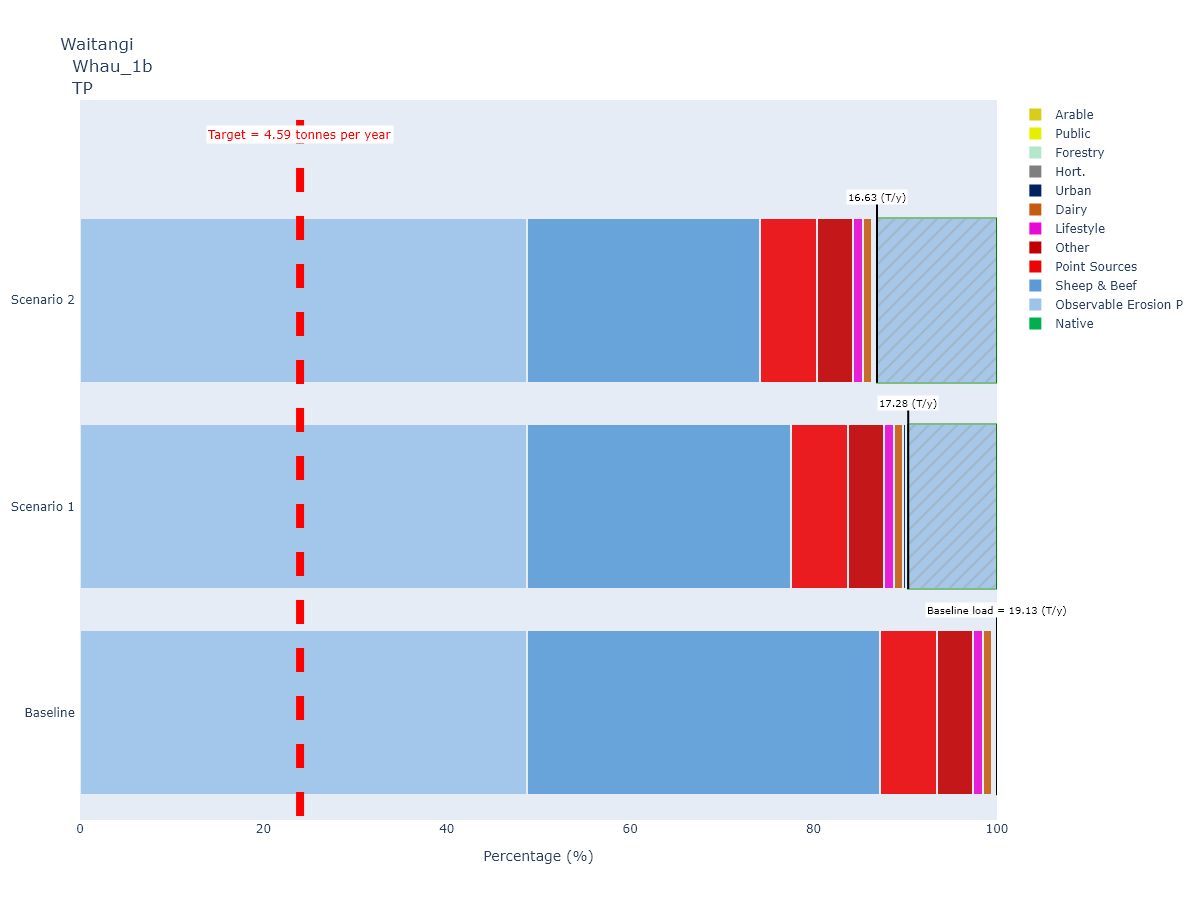 Waitangi
Whau_1b
TP
Target = 4.59 tonnes per year
16.63 (T/y)
Scenario 2
17.28 (T/y)
Scenario 1
Baseline load = 19.13 (T/y)
Baseline
0 20 40 60 80 100
Percentage (%)
Arable
Public
Forestry
Hort.
Urban
Dairy
Lifestyle
Other
Point Sources
Sheep & Beef
Observable Erosion P
Native